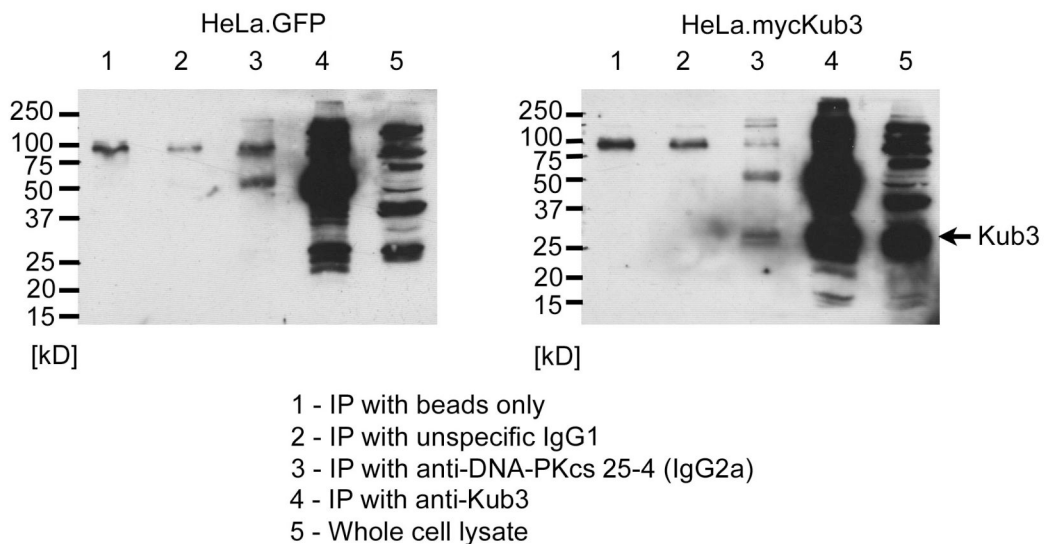 HeLa.GFP
1 2 3 4 5
250
100
75
50
37
25
20
15
[kD]
HeLa.mycKub3
1 2 3 4 5
250
100
75
50
37
25
20
15
[kD]
Kub3
1 - IP with beads only
2 - IP with unspecific IgG1
3 - IP with anti-DNA-PKcs 25-4 (IgG2a)
4 - IP with anti-Kub3
5 - Whole cell lysate